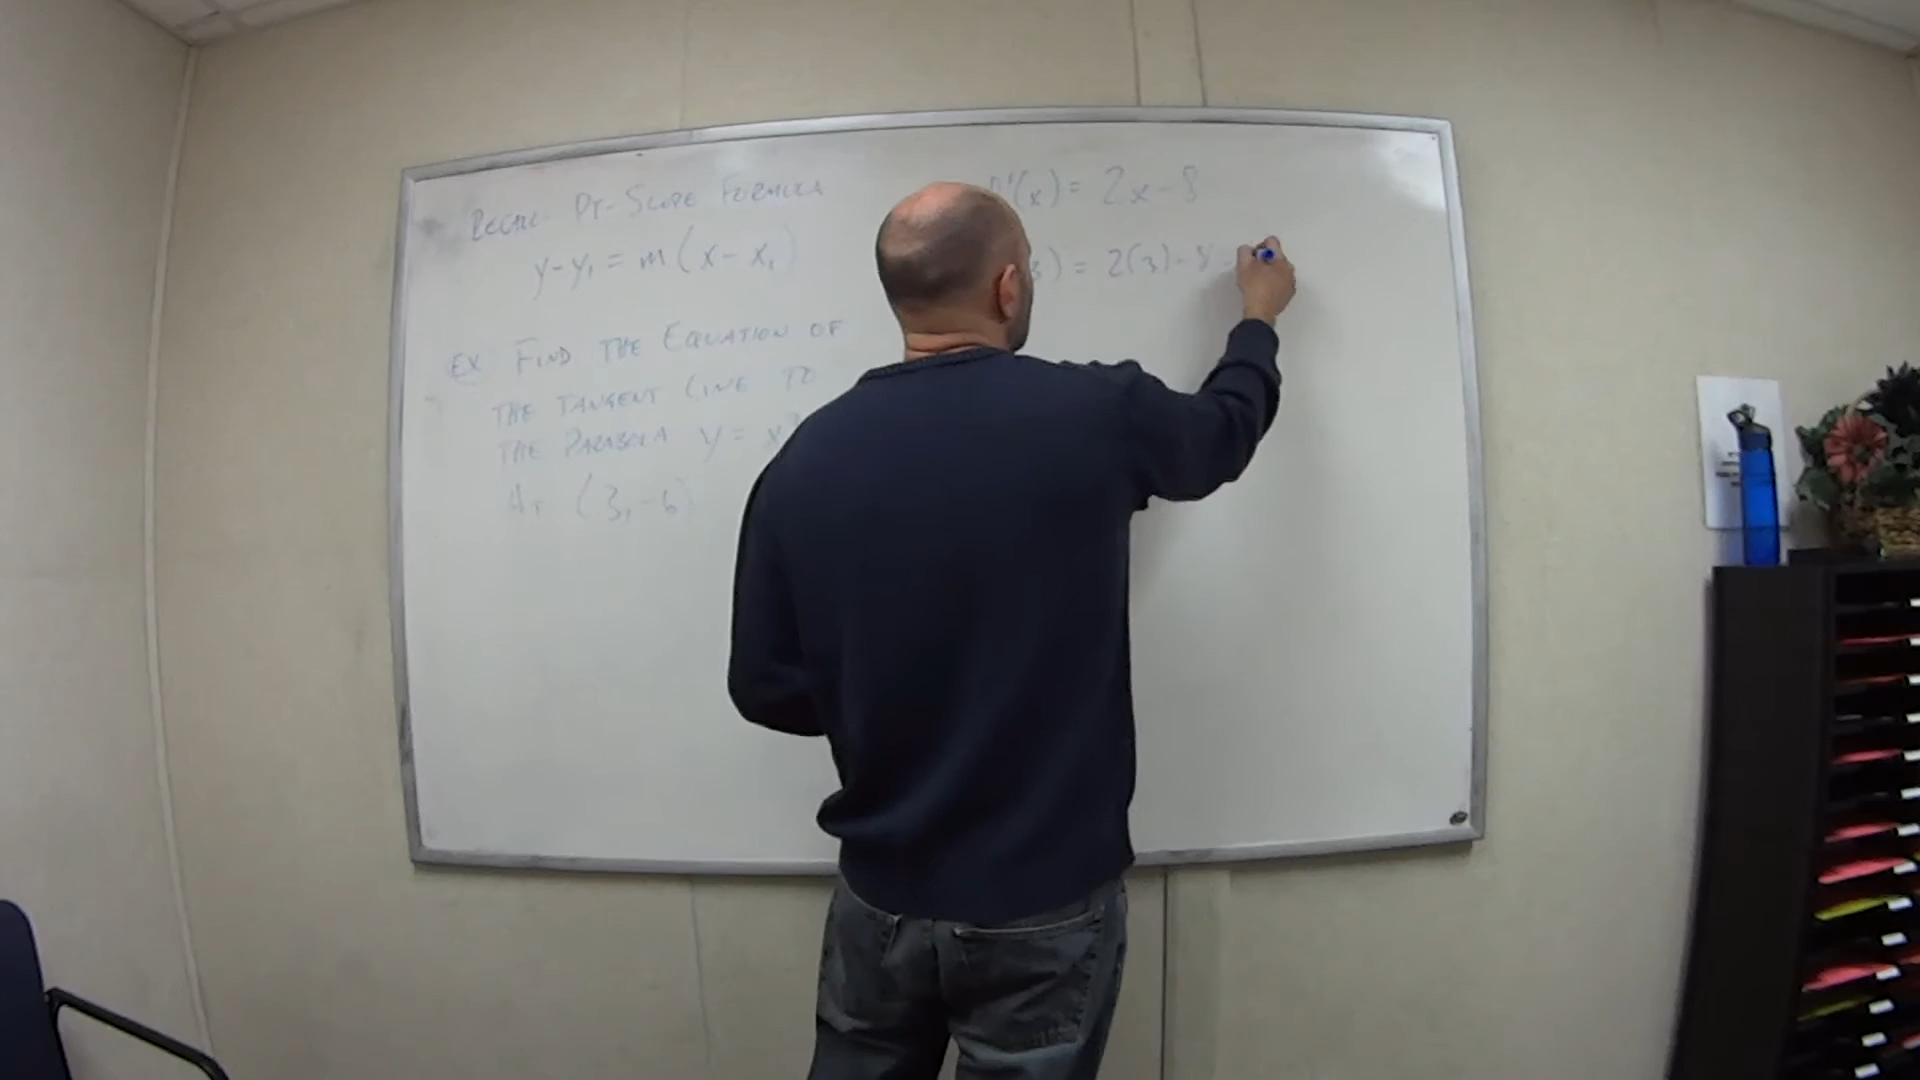 RECALL PT-SLOPE FORMULA
y-y₁ = m(x-x₁)
EX FIND THE EQUATION OF
THE TANGENT LINE TO
THE PARABOLA y = x²
AT (3,-6)
'(x) = 2x-8
3) = 2(3)-8